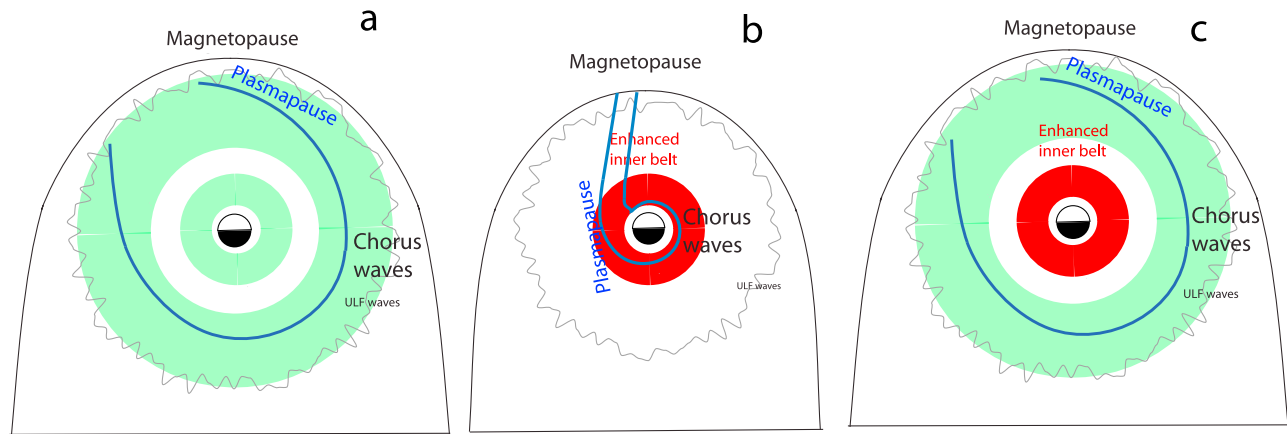 a
Magnetopause
Plasmapause
Chorus
waves
ULF waves
b
Magnetopause
Enhanced
inner belt
Plasmapause
Chorus
waves
ULF waves
c
Magnetopause
Plasmapause
Enhanced
inner belt
Chorus
waves
ULF waves